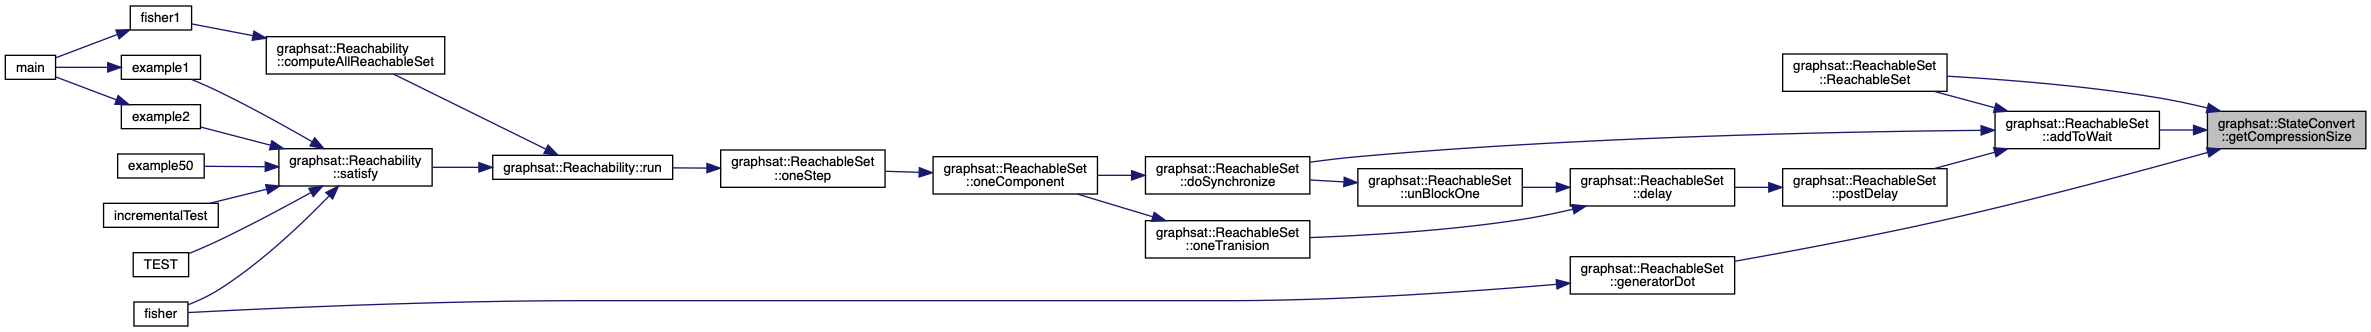 main
fisher1
example1
example2
example50
incrementalTest
TEST
fisher
graphsat::Reachability
::computeAllReachableSet
graphsat::Reachability
::satisfy
graphsat::Reachability::run
graphsat::ReachableSet
::oneStep
graphsat::ReachableSet
::oneComponent
graphsat::ReachableSet
::doSynchronize
graphsat::ReachableSet
::oneTranision
graphsat::ReachableSet
::unBlockOne
graphsat::ReachableSet
::delay
graphsat::ReachableSet
::generatorDot
graphsat::ReachableSet
::ReachableSet
graphsat::ReachableSet
::postDelay
graphsat::ReachableSet
::addToWait
graphsat::StateConvert
::getCompressionSize